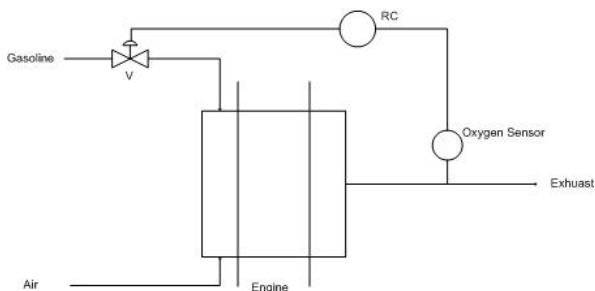 RC
Gasoline
V
Oxygen Sensor
Exhuast
Air
Engine